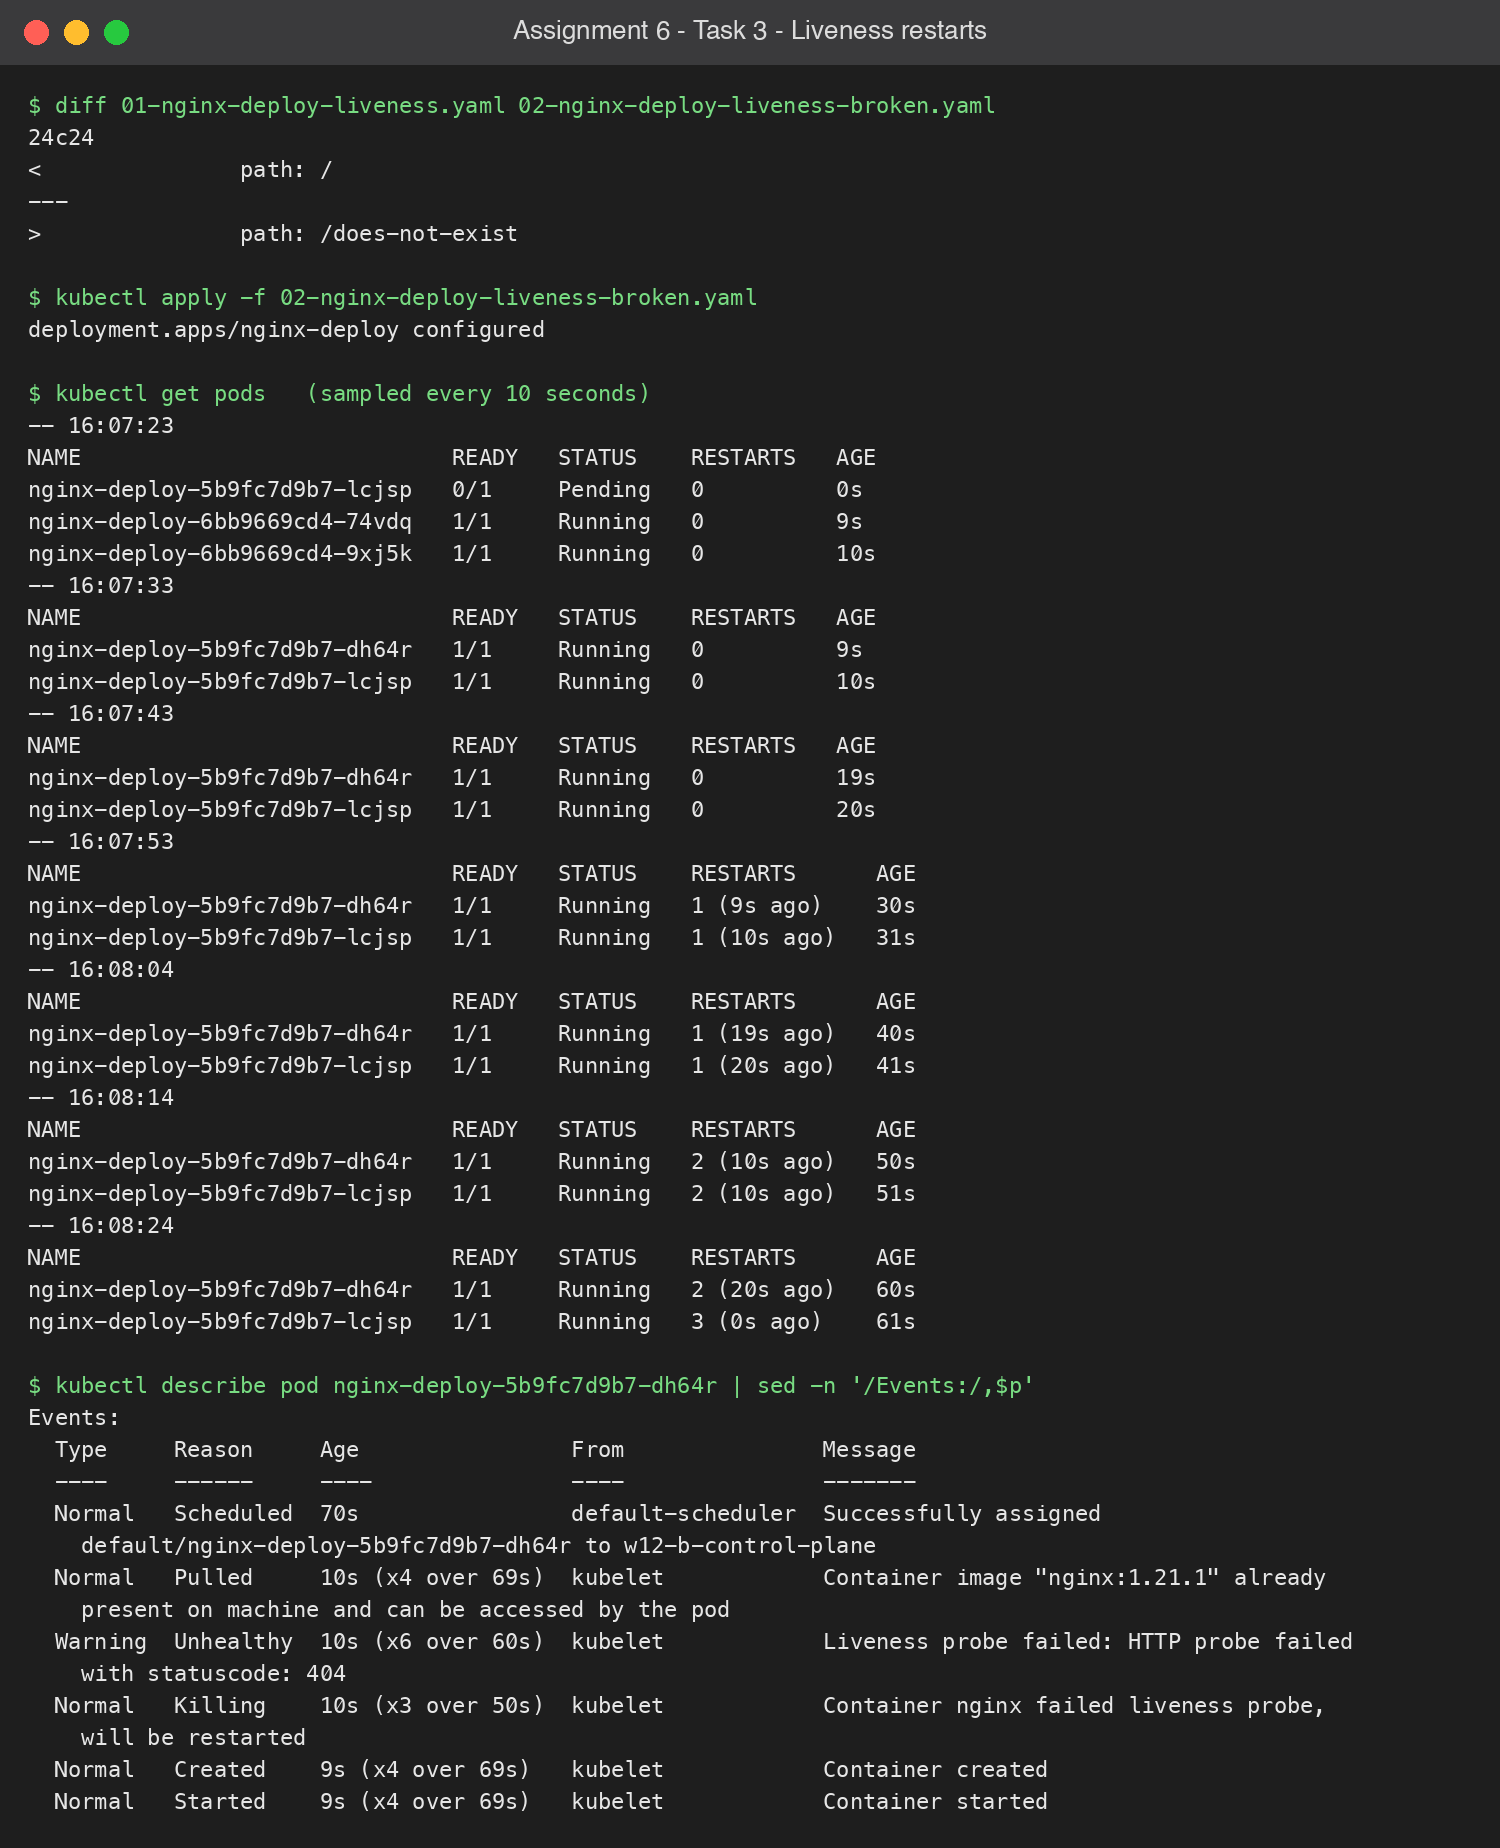 Assignment 6 - Task 3 - Liveness restarts
$ diff 01-nginx-deploy-liveness.yaml 02-nginx-deploy-liveness-broken.yaml
24c24
<               path: /
---
>               path: /does-not-exist
$ kubectl apply -f 02-nginx-deploy-liveness-broken.yaml
deployment.apps/nginx-deploy configured
$ kubectl get pods   (sampled every 10 seconds)
-- 16:07:23
NAME                            READY   STATUS    RESTARTS   AGE
nginx-deploy-5b9fc7d9b7-lcjsp   0/1     Pending   0          0s
nginx-deploy-6bb9669cd4-74vdq   1/1     Running   0          9s
nginx-deploy-6bb9669cd4-9xj5k   1/1     Running   0          10s
-- 16:07:33
NAME                            READY   STATUS    RESTARTS   AGE
nginx-deploy-5b9fc7d9b7-dh64r   1/1     Running   0          9s
nginx-deploy-5b9fc7d9b7-lcjsp   1/1     Running   0          10s
-- 16:07:43
NAME                            READY   STATUS    RESTARTS   AGE
nginx-deploy-5b9fc7d9b7-dh64r   1/1     Running   0          19s
nginx-deploy-5b9fc7d9b7-lcjsp   1/1     Running   0          20s
-- 16:07:53
NAME                            READY   STATUS    RESTARTS      AGE
nginx-deploy-5b9fc7d9b7-dh64r   1/1     Running   1 (9s ago)    30s
nginx-deploy-5b9fc7d9b7-lcjsp   1/1     Running   1 (10s ago)   31s
-- 16:08:04
NAME                            READY   STATUS    RESTARTS      AGE
nginx-deploy-5b9fc7d9b7-dh64r   1/1     Running   1 (19s ago)   40s
nginx-deploy-5b9fc7d9b7-lcjsp   1/1     Running   1 (20s ago)   41s
-- 16:08:14
NAME                            READY   STATUS    RESTARTS      AGE
nginx-deploy-5b9fc7d9b7-dh64r   1/1     Running   2 (10s ago)   50s
nginx-deploy-5b9fc7d9b7-lcjsp   1/1     Running   2 (10s ago)   51s
-- 16:08:24
NAME                            READY   STATUS    RESTARTS      AGE
nginx-deploy-5b9fc7d9b7-dh64r   1/1     Running   2 (20s ago)   60s
nginx-deploy-5b9fc7d9b7-lcjsp   1/1     Running   3 (0s ago)    61s
$ kubectl describe pod nginx-deploy-5b9fc7d9b7-dh64r | sed -n '/Events:/,$p'
Events:
  Type     Reason     Age                From               Message
  ----     ------     ----               ----               -------
  Normal   Scheduled  70s                default-scheduler  Successfully assigned
    default/nginx-deploy-5b9fc7d9b7-dh64r to w12-b-control-plane
  Normal   Pulled     10s (x4 over 69s)  kubelet            Container image "nginx:1.21.1" already
    present on machine and can be accessed by the pod
  Warning  Unhealthy  10s (x6 over 60s)  kubelet            Liveness probe failed: HTTP probe failed
    with statuscode: 404
  Normal   Killing    10s (x3 over 50s)  kubelet            Container nginx failed liveness probe,
    will be restarted
  Normal   Created    9s (x4 over 69s)   kubelet            Container created
  Normal   Started    9s (x4 over 69s)   kubelet            Container started